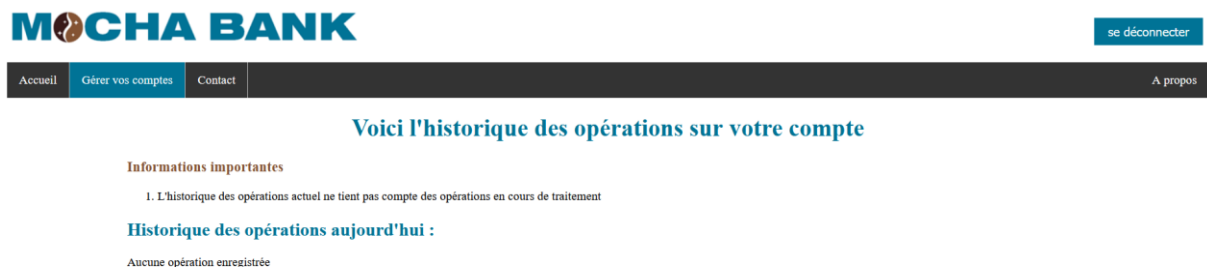 MOCHA BANK
se déconnecter
Accueil Gérer vos comptes Contact A propos
Voici l'historique des opérations sur votre compte
Informations importantes
1. L'historique des opérations actuel ne tient pas compte des opérations en cours de traitement
Historique des opérations aujourd'hui :
Aucune opération enregistrée